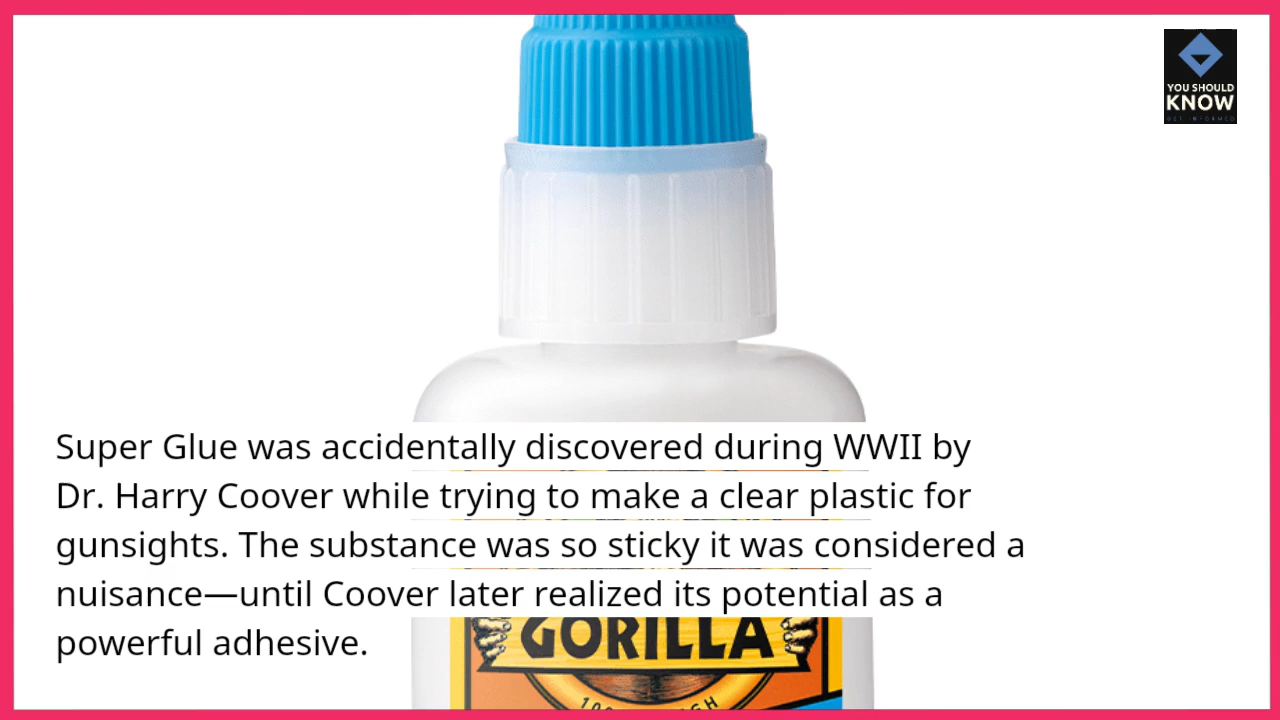 YOU SHOULD
KNOW
GET INFORMED
Super Glue was accidentally discovered during WWII by
Dr. Harry Coover while trying to make a clear plastic for
gunsights. The substance was so sticky it was considered a
nuisance—until Coover later realized its potential as a
powerful adhesive.
GORILLA